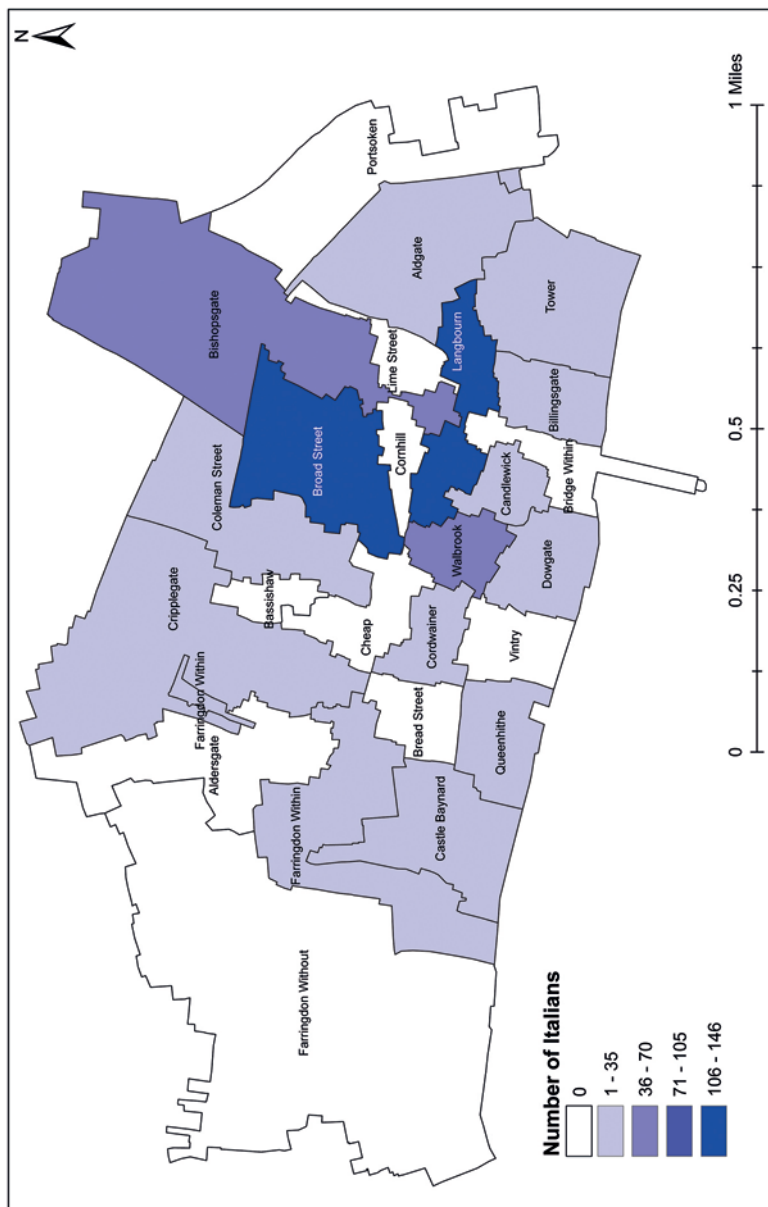 N
Portsoken
Bishopsgate
Aldgate
Tower
Lime Street
Langbourn
Billingsgate
Coleman Street
Broad Street
Cornhill
Candlewick
Bridge Within
Cripplegate
Bassishaw
Walbrook
Dowgate
Cheap
Cordwainer
Vintry
Farringdon Within
Aldersgate
Bread Street
Queenhithe
Farringdon Within
Castle Baynard
Farringdon Without
Number of Italians
0
1 - 35
36 - 70
71 - 105
106 - 146
0
0.25
0.5
1 Miles